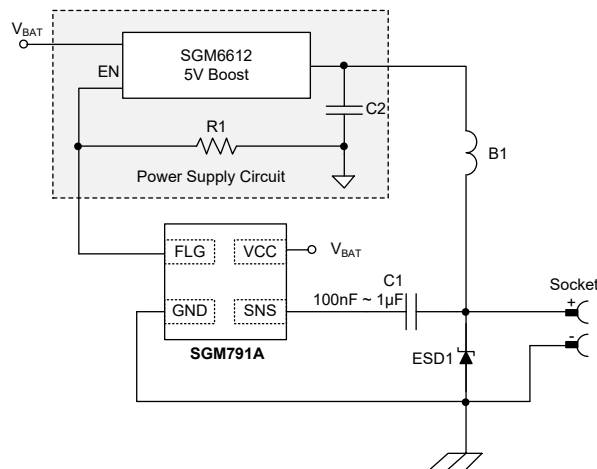 VBAT
SGM6612
5V Boost
EN
C2
R1
Power Supply Circuit
B1
FLG
VCC
VBAT
C1
100nF ~ 1μF
Socket
+
-
GND
SNS
SGM791A
ESD1